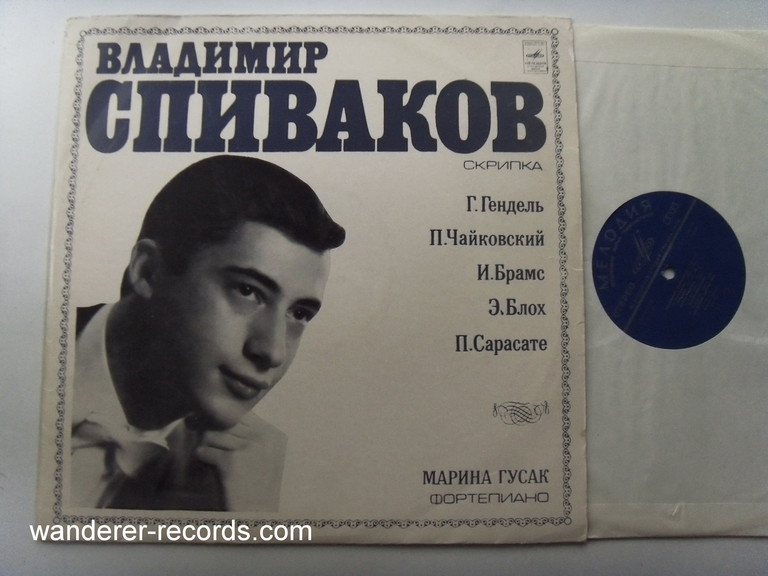 ВЛАДИМИР
СПИВАКОВ
СКРИПКА
Г.Гендель
П.Чайковский
И.Брамс
Э.Блох
П.Сарасате
МАРИНА ГУСАК
ФОРТЕПИАНО
МЕЛОДИЯ
wanderer-records.com